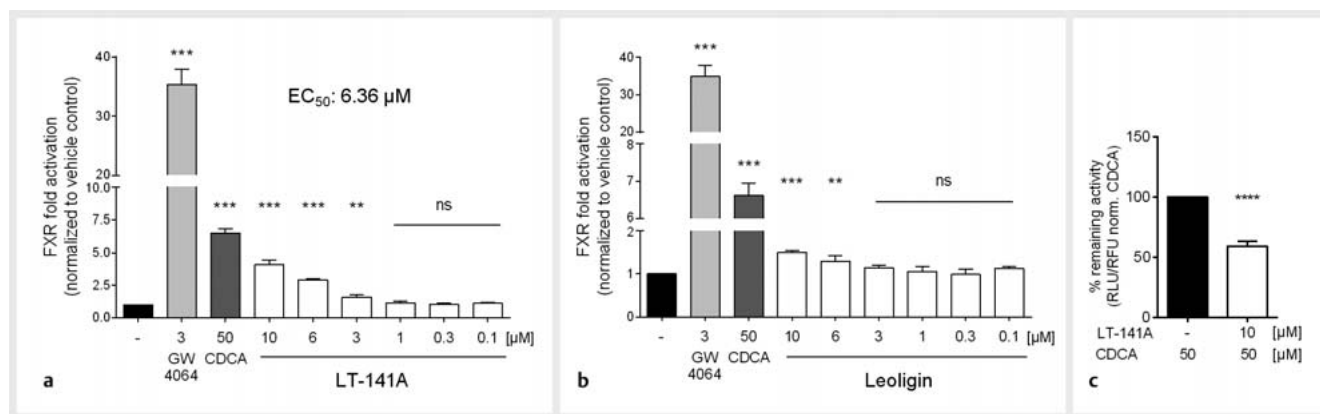 40
30
20
10.0
7.5
5.0
2.5
0.0
FXR fold activation
(normalized to vehicle control)
EC50: 6.36 µM
***
***
***
***
**
ns
- 3 50 10 6 3 1 0.3 0.1 [µM]
GW CDCA
4064
LT-141A
a
40
30
20
8
6
2
1
0
FXR fold activation
(normalized to vehicle control)
***
***
***
**
ns
- 3 50 10 6 3 1 0.3 0.1 [µM]
GW CDCA
4064
Leoligin
b
150
100
50
0
% remaining activity
(RLU/RFU norm. CDCA)
****
LT-141A - 10 [µM]
CDCA 50 50 [µM]
c